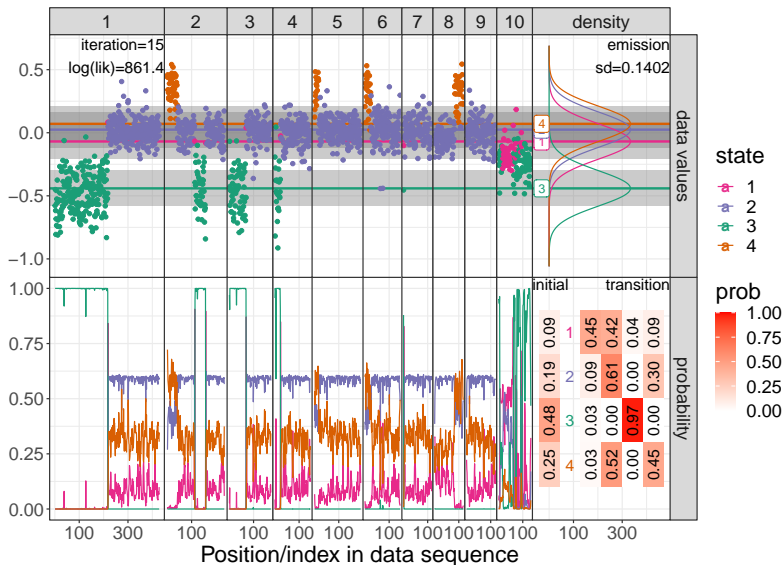 1 2 3 4 5 6 7 8 9 10 density
iteration=15
log(lik)=861.4
emission
sd=0.1402
0.5
0.0
−0.5
−1.0
4
1
3
data values
1.00
0.75
0.50
0.25
0.00
initial transition
0.09 1 0.45 0.42 0.04 0.09
0.19 2 0.09 0.61 0.00 0.30
0.48 3 0.03 0.00 0.97 0.00
0.25 4 0.03 0.52 0.00 0.45
probability
100 300 100 100 100 100 100 100 100 100 100 100 300
Position/index in data sequence
state
a 1
a 2
a 3
a 4
prob
1.00
0.75
0.50
0.25
0.00